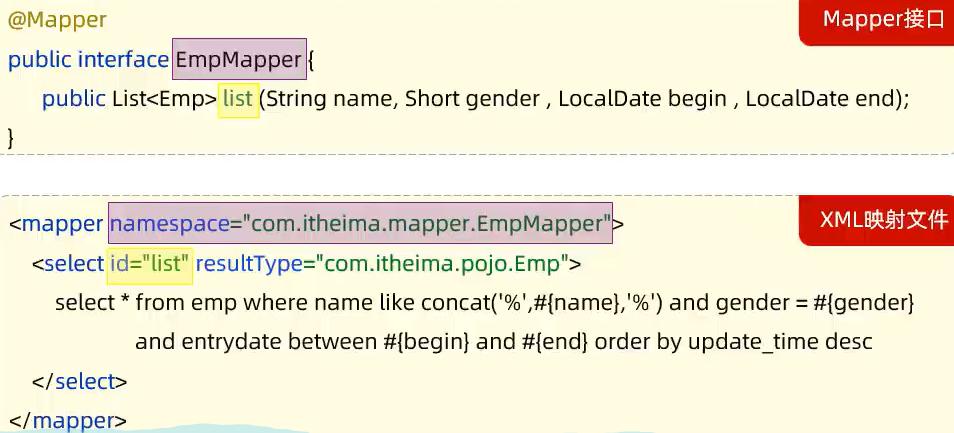 @Mapper
Mapper接口
public interface EmpMapper {
public List<Emp> list (String name, Short gender , LocalDate begin , LocalDate end);
}
<mapper namespace="com.itheima.mapper.EmpMapper">
XML映射文件
<select id="list" resultType="com.itheima.pojo.Emp">
select * from emp where name like concat('%',#{name},'%') and gender = #{gender}
and entrydate between #{begin} and #{end} order by update_time desc
</select>
</mapper>